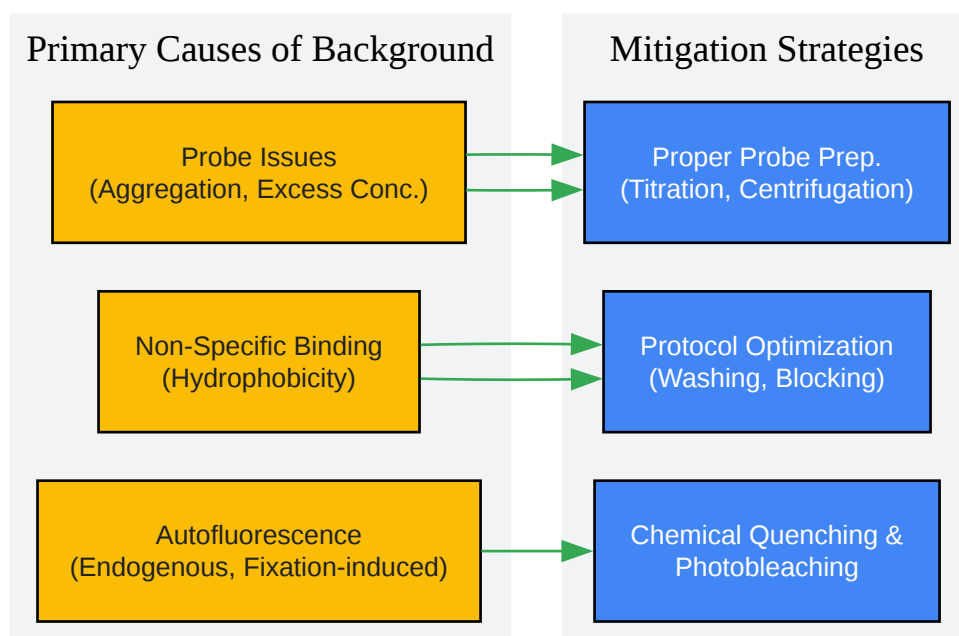 Primary Causes of Background
Probe Issues
(Aggregation, Excess Conc.)
Non-Specific Binding
(Hydrophobicity)
Autofluorescence
(Endogenous, Fixation-induced)
Mitigation Strategies
Proper Probe Prep.
(Titration, Centrifugation)
Protocol Optimization
(Washing, Blocking)
Chemical Quenching &
Photobleaching